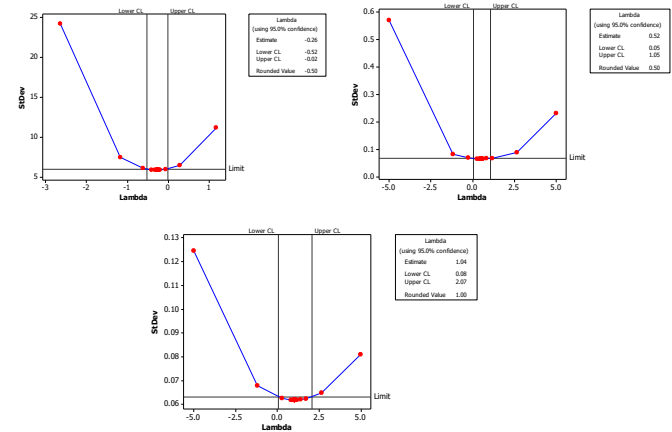 Lower CL Upper CL
25
20
15
10
5
StDev
-3 -2 -1 0 1
Lambda
Limit
Lambda
(using 95.0% confidence)
Estimate -0.26
Lower CL -0.52
Upper CL -0.02
Rounded Value -0.50
Lower CL Upper CL
0.6
0.5
0.4
0.3
0.2
0.1
0.0
StDev
-5.0 -2.5 0.0 2.5 5.0
Lambda
Limit
Lambda
(using 95.0% confidence)
Estimate 0.52
Lower CL 0.05
Upper CL 1.05
Rounded Value 0.50
Lower CL Upper CL
0.13
0.12
0.11
0.10
0.09
0.08
0.07
0.06
StDev
-5.0 -2.5 0.0 2.5 5.0
Lambda
Limit
Lambda
(using 95.0% confidence)
Estimate 1.04
Lower CL 0.08
Upper CL 2.07
Rounded Value 1.00